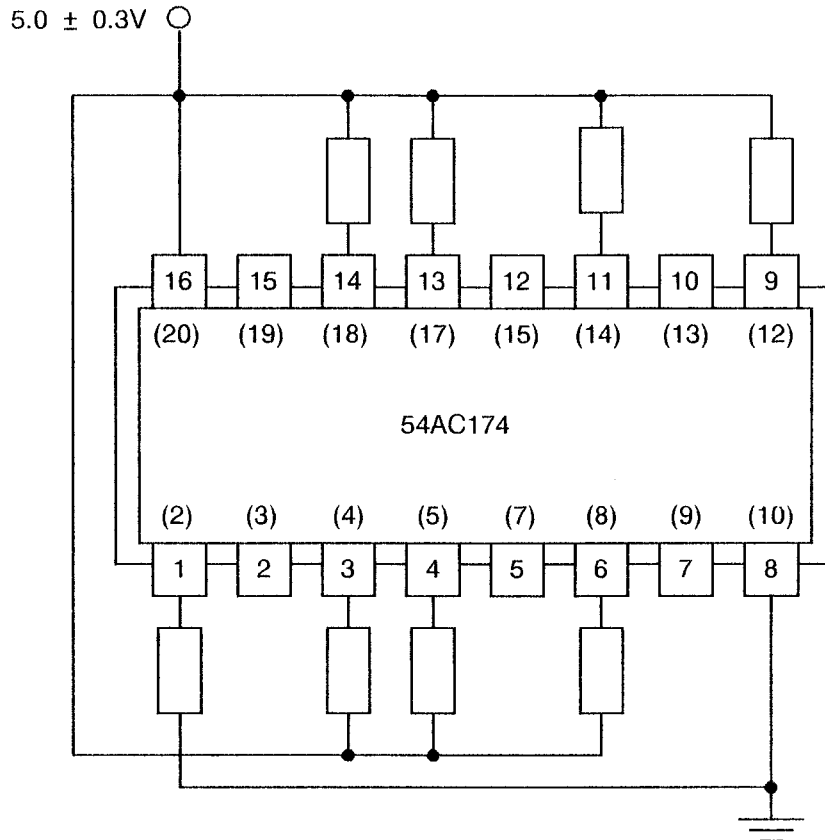 5.0 ± 0.3V
16 15 14 13 12 11 10 9
(20) (19) (18) (17) (15) (14) (13) (12)
54AC174
(2) (3) (4) (5) (7) (8) (9) (10)
1 2 3 4 5 6 7 8